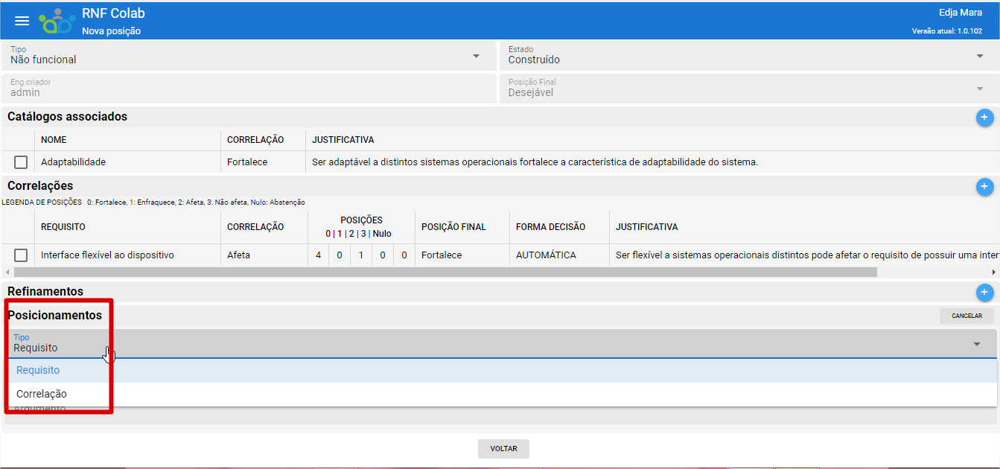 RNF Colab
Nova posição
Edja Mara
Versão atual: 1.0.102
Tipo
Não funcional
Estado
Construído
Eng.criador
admin
Posição Final
Desejável
Catálogos associados
NOME CORRELAÇÃO JUSTIFICATIVA
Adaptabilidade Fortalece Ser adaptável a distintos sistemas operacionais fortalece a característica de adaptabilidade do sistema.
Correlações
LEGENDA DE POSIÇÕES 0: Fortalece, 1: Enfraquece, 2: Afeta, 3: Não afeta, Nulo: Abstenção
REQUISITO CORRELAÇÃO POSIÇÕES 0 | 1 | 2 | 3 | Nulo POSIÇÃO FINAL FORMA DECISÃO JUSTIFICATIVA
Interface flexível ao dispositivo Afeta 4 0 1 0 0 Fortalece AUTOMÁTICA Ser flexível a sistemas operacionais distintos pode afetar o requisito de possuir uma inter
Refinamentos
Posicionamentos
CANCELAR
Tipo
Requisito
Requisito
Correlação
Argumento
VOLTAR